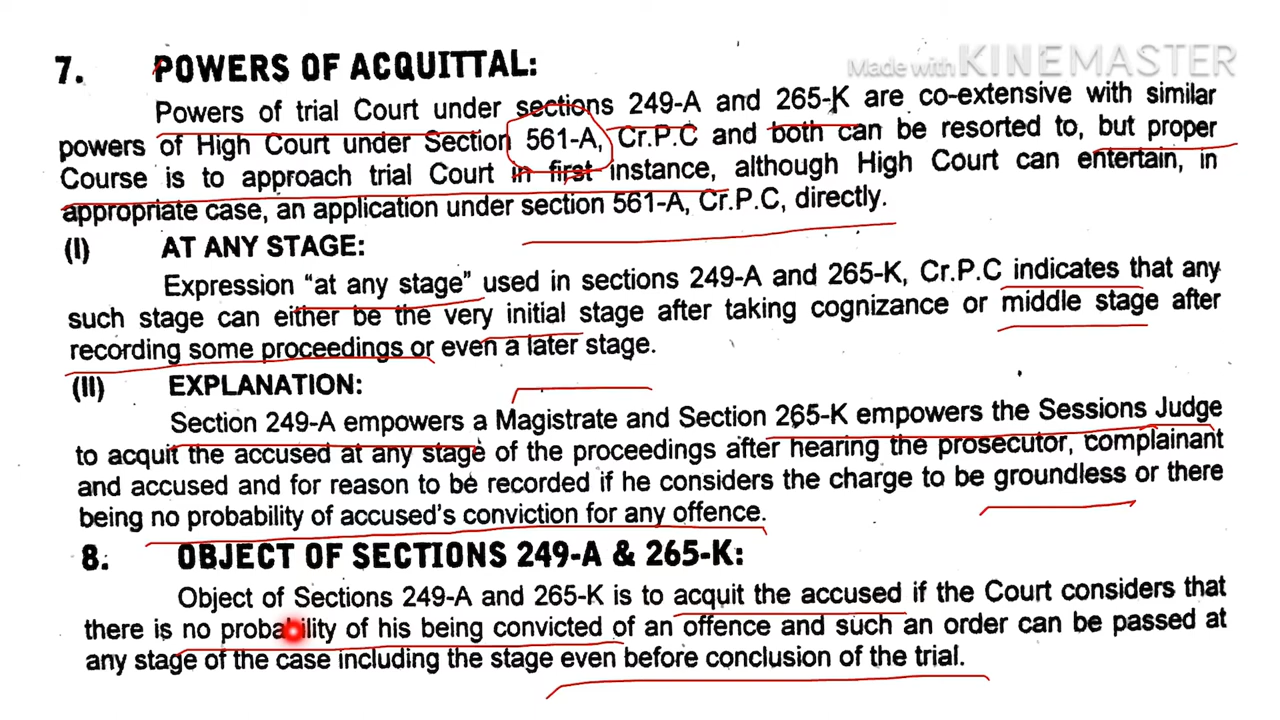 Made with KINEMASTER
7. POWERS OF ACQUITTAL:
Powers of trial Court under sections 249-A and 265-K are co-extensive with similar
powers of High Court under Section 561-A, Cr.P.C and both can be resorted to, but proper
Course is to approach trial Court in first instance, although High Court can entertain, in
appropriate case, an application under section 561-A, Cr.P.C, directly.
(I) AT ANY STAGE:
Expression "at any stage" used in sections 249-A and 265-K, Cr.P.C indicates that any
such stage can either be the very initial stage after taking cognizance or middle stage after
recording some proceedings or even a later stage.
(II) EXPLANATION:
Section 249-A empowers a Magistrate and Section 265-K empowers the Sessions Judge
to acquit the accused at any stage of the proceedings after hearing the prosecutor, complainant
and accused and for reason to be recorded if he considers the charge to be groundless or there
being no probability of accused's conviction for any offence.
8. OBJECT OF SECTIONS 249-A & 265-K:
Object of Sections 249-A and 265-K is to acquit the accused if the Court considers that
there is no probability of his being convicted of an offence and such an order can be passed at
any stage of the case including the stage even before conclusion of the trial.